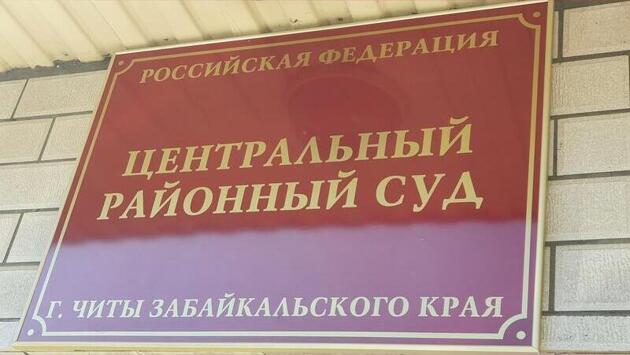 РОССИЙСКАЯ ФЕДЕРАЦИЯ
ЦЕНТРАЛЬНЫЙ
РАЙОННЫЙ СУД
Г. ЧИТЫ ЗАБАЙКАЛЬСКОГО КРАЯ